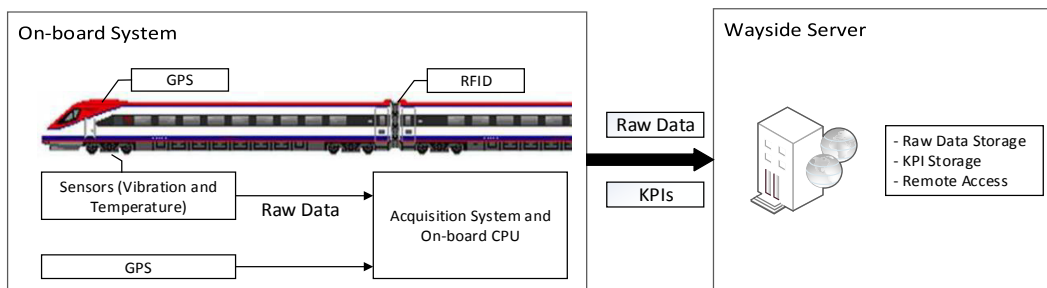 On-board System
GPS
RFID
Sensors (Vibration and
Temperature)
Raw Data
Acquisition System and
On-board CPU
GPS
Raw Data
KPIs
Wayside Server
- Raw Data Storage
- KPI Storage
- Remote Access